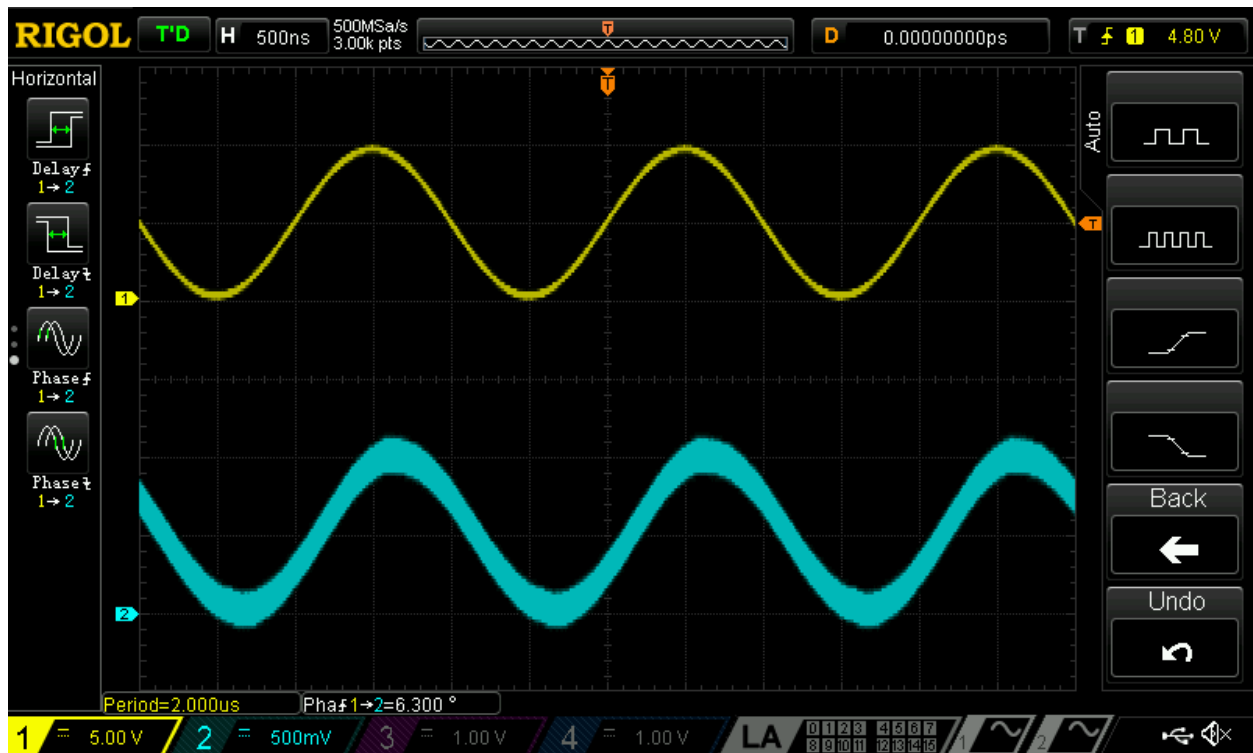 RIGOL T'D H 500ns 500MSa/s 3.00k pts T D 0.00000000ps T 1 4.80 V
Horizontal
T
Auto
Delay
1→2
Delay
1→2
Phase
1→2
Phase
1→2
T
1
2
Back
Undo
Period=2.000us Pha1→2=6.300 °
1 5.00 V 2 500mV 3 1.00 V 4 1.00 V LA 0 1 2 3 4 5 6 7 1 2
8 9 10 11 12 13 14 15